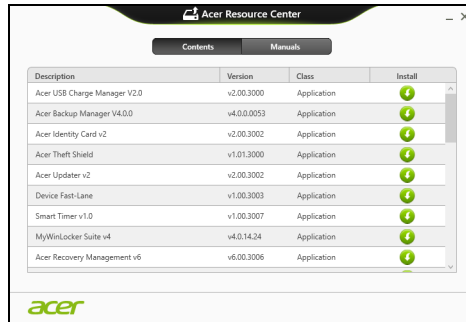 Acer Resource Center
Contents Manuals
Description Version Class Install
Acer USB Charge Manager V2.0 v2.00.3000 Application
Acer Backup Manager V4.0.0 v4.0.0.0053 Application
Acer Identity Card v2 v2.00.3002 Application
Acer Theft Shield v1.01.3000 Application
Acer Updater v2 v2.00.3002 Application
Device Fast-Lane v1.00.3003 Application
Smart Timer v1.0 v1.00.3007 Application
MyWinLocker Suite v4 v4.0.14.24 Application
Acer Recovery Management v6 v6.00.3006 Application
acer